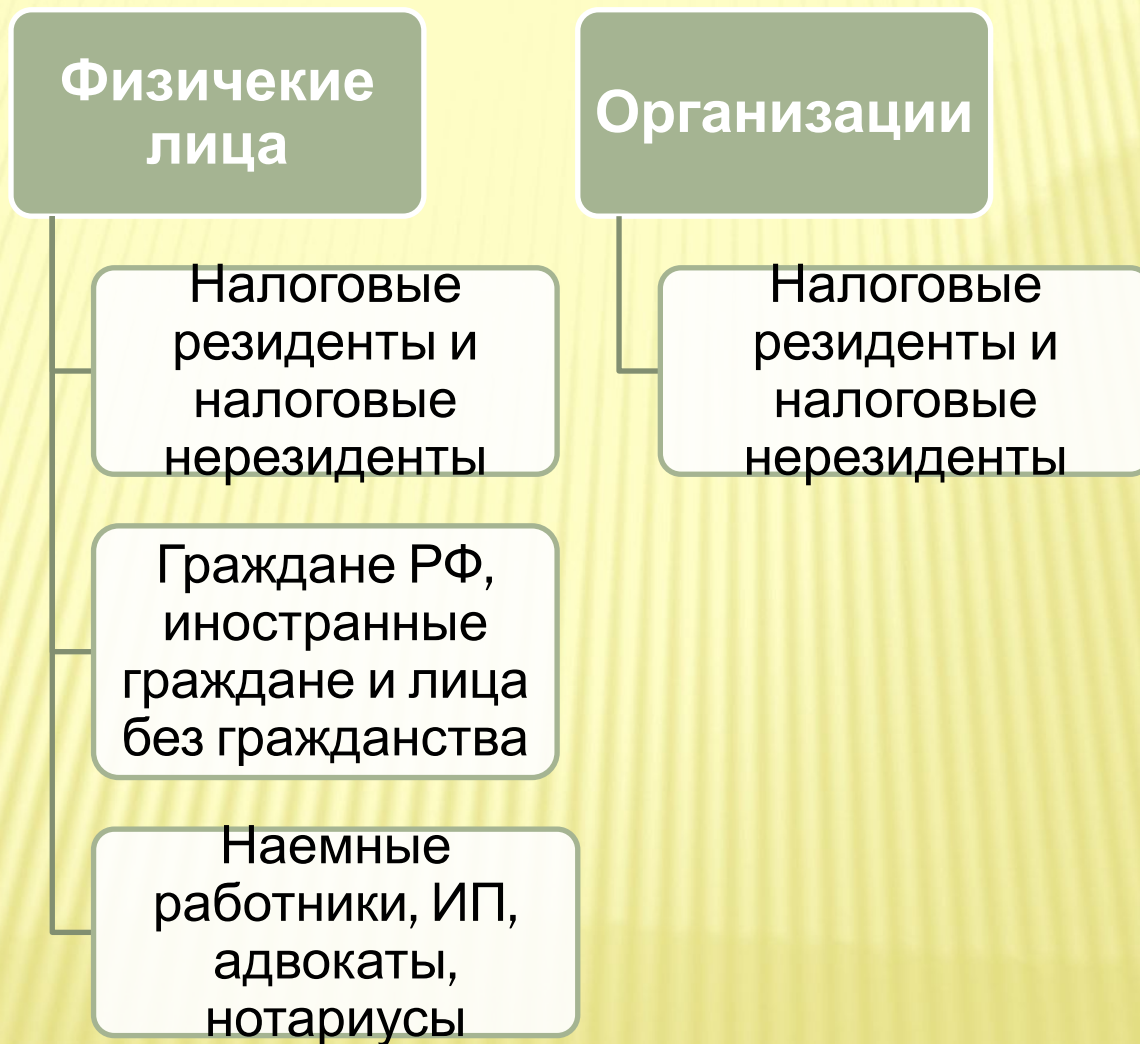 Физичекие
лица
Налоговые
резиденты и
налоговые
нерезиденты
Граждане РФ,
иностранные
граждане и лица
без гражданства
Наемные
работники, ИП,
адвокаты,
нотариусы
Организации
Налоговые
резиденты и
налоговые
нерезиденты